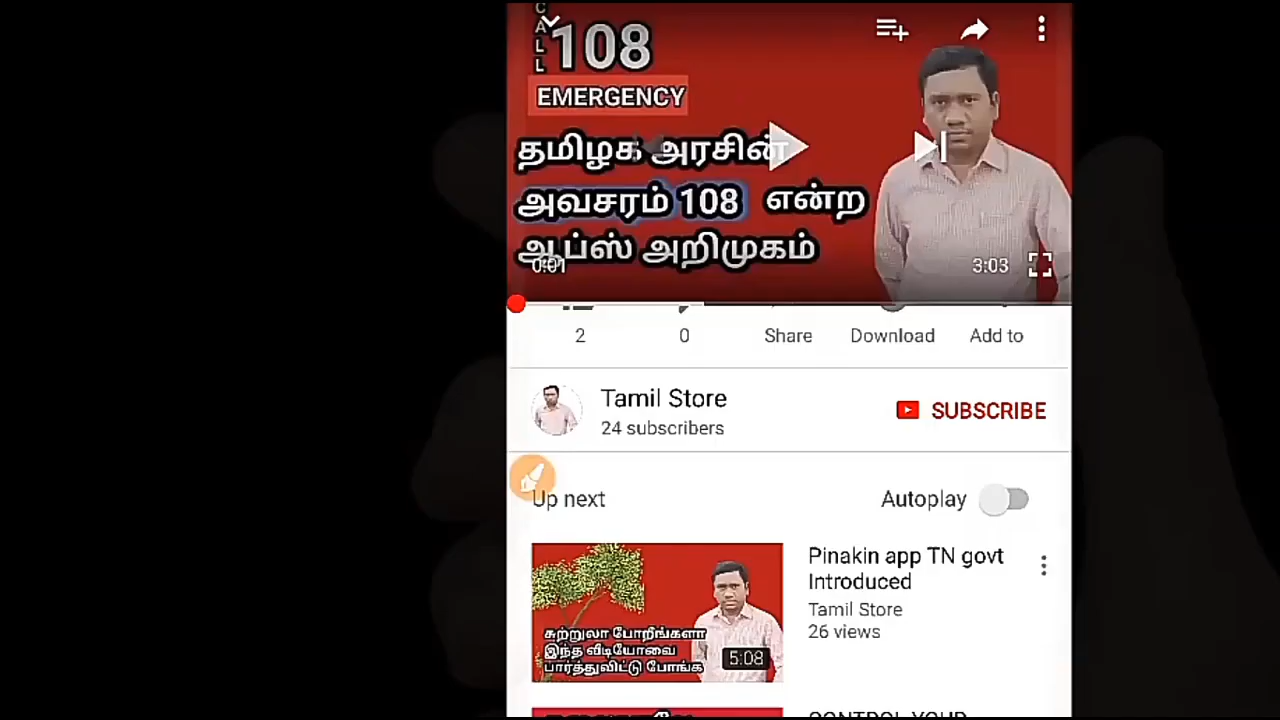 CALL
108
EMERGENCY
தமிழக அரசின்
அவசரம் 108 என்ற
ஆப்ஸ் அறிமுகம்
0:01
3:03
2
0
Share
Download
Add to
Tamil Store
24 subscribers
SUBSCRIBE
Up next
Autoplay
சுற்றுலா போறீங்களா
இந்த வீடியோவை
பார்த்துவிட்டு போங்க
5:08
Pinakin app TN govt
Introduced
Tamil Store
26 views
CONTROL YOUR